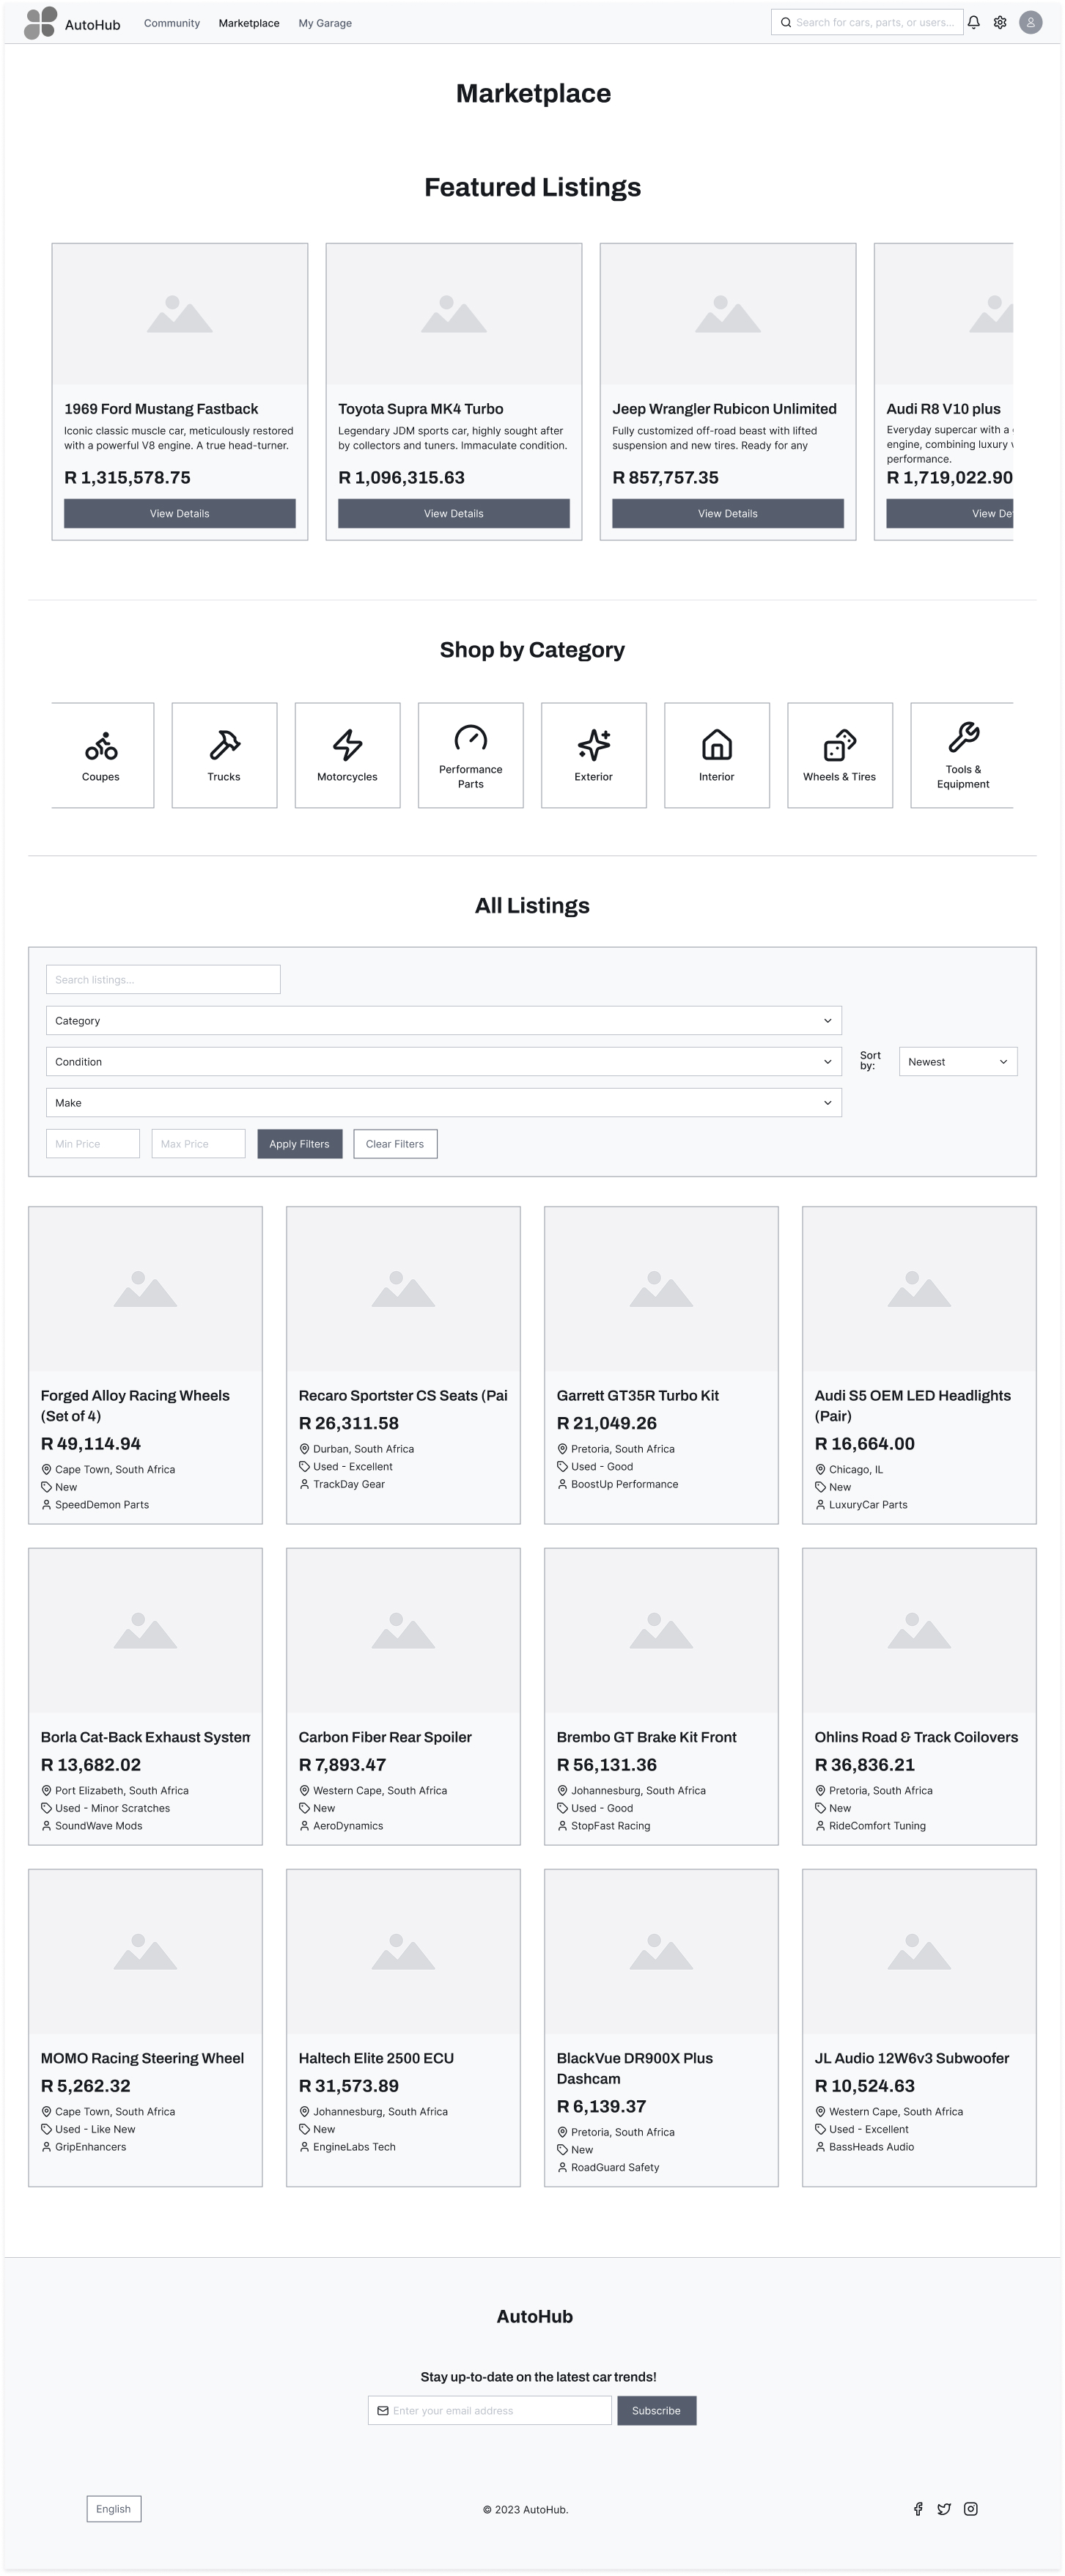 AutoHub
Community
Marketplace
My Garage
Search for cars, parts, or users...
Marketplace
Featured Listings
1969 Ford Mustang Fastback
Iconic classic muscle car, meticulously restored
with a powerful V8 engine. A true head-turner.
R 1,315,578.75
View Details
Toyota Supra MK4 Turbo
Legendary JDM sports car, highly sought after
by collectors and tuners. Immaculate condition.
R 1,096,315.63
View Details
Jeep Wrangler Rubicon Unlimited
Fully customized off-road beast with lifted
suspension and new tires. Ready for any
R 857,757.35
View Details
Audi R8 V10 plus
Everyday supercar with a
engine, combining luxury
performance.
R 1,719,022.90
View De
Shop by Category
Coupes
Trucks
Motorcycles
Performance
Parts
Exterior
Interior
Wheels & Tires
Tools &
Equipment
All Listings
Search listings...
Category
Condition
Sort
by:
Newest
Make
Min Price
Max Price
Apply Filters
Clear Filters
Forged Alloy Racing Wheels
(Set of 4)
R 49,114.94
Cape Town, South Africa
New
SpeedDemon Parts
Recaro Sportster CS Seats (Pai
R 26,311.58
Durban, South Africa
Used - Excellent
TrackDay Gear
Garrett GT35R Turbo Kit
R 21,049.26
Pretoria, South Africa
Used - Good
BoostUp Performance
Audi S5 OEM LED Headlights
(Pair)
R 16,664.00
Chicago, IL
New
LuxuryCar Parts
Borla Cat-Back Exhaust System
R 13,682.02
Port Elizabeth, South Africa
Used - Minor Scratches
SoundWave Mods
Carbon Fiber Rear Spoiler
R 7,893.47
Western Cape, South Africa
New
AeroDynamics
Brembo GT Brake Kit Front
R 56,131.36
Johannesburg, South Africa
Used - Good
StopFast Racing
Ohlins Road & Track Coilovers
R 36,836.21
Pretoria, South Africa
New
RideComfort Tuning
MOMO Racing Steering Wheel
R 5,262.32
Cape Town, South Africa
Used - Like New
GripEnhancers
Haltech Elite 2500 ECU
R 31,573.89
Johannesburg, South Africa
New
EngineLabs Tech
BlackVue DR900X Plus
Dashcam
R 6,139.37
Pretoria, South Africa
New
RoadGuard Safety
JL Audio 12W6v3 Subwoofer
R 10,524.63
Western Cape, South Africa
Used - Excellent
BassHeads Audio
AutoHub
Stay up-to-date on the latest car trends!
Enter your email address
Subscribe
English
© 2023 AutoHub.